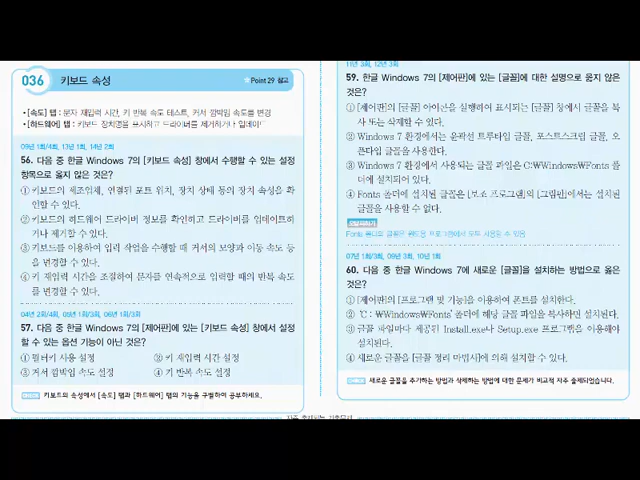 036 키보드 속성 Point 29 참고
• [속도] 탭 : 문자 재입력 시간, 키 반복 속도 테스트, 커서 깜박임 속도를 변경
• [하드웨어] 탭 : 키보드 장치명을 표시하고 드라이버를 제거하거나 업데이
09년 4회, 13년 1회, 14년 2회
56. 다음 중 한글 Windows 7의 [키보드 속성] 창에서 수행할 수 있는 설정
항목으로 옳지 않은 것은?
① 키보드의 제조업체, 연결된 포트 위치, 장치 상태 등의 장치 속성을 확
인할 수 있다.
② 키보드의 하드웨어 드라이버 정보를 확인하고 드라이버를 업데이트하
거나 제거할 수 있다.
③ 키보드를 이용하여 입력 작업을 수행할 때 커서의 모양과 이동 속도 등
을 변경할 수 있다.
④ 키 재입력 시간을 조절하여 문자를 연속적으로 입력할 때의 반복 속도
를 변경할 수 있다.
04년 2회/4회, 05년 1회/3회, 06년 1회/3회
57. 다음 중 한글 Windows 7의 [제어판]에 있는 [키보드 속성] 창에서 설정
할 수 있는 옵션 기능이 아닌 것은?
① 필터키 사용 설정 ② 키 재입력 시간 설정
③ 커서 깜박임 속도 설정 ④ 키 반복 속도 설정
키보드의 속성에서 [속도] 탭과 [하드웨어] 탭의 기능을 구별하여 공부하세요.
11년 3회, 12년 3회
59. 한글 Windows 7의 [제어판]에 있는 [글꼴]에 대한 설명으로 옳지 않은
것은?
① [제어판]의 [글꼴] 아이콘을 실행하여 표시되는 [글꼴] 창에서 글꼴을 복
사 또는 삭제할 수 있다.
② Windows 7 환경에서는 윤곽선 트루타입 글꼴, 포스트스크립 글꼴, 오
픈타입 글꼴을 사용한다.
③ Windows 7 환경에서 사용되는 글꼴 파일은 C:₩Windows₩Fonts 폴
더에 설치되어 있다.
④ Fonts 폴더에 설치된 글꼴은 [보조 프로그램]의 [그림판]에서는 설치된
글꼴을 사용할 수 없다.
Fonts 폴더의 글꼴은 윈도용 프로그램에서 모두 사용할 수 있음
07년 1회/3회, 09년 3회, 10년 1회
60. 다음 중 한글 Windows 7에 새로운 [글꼴]을 설치하는 방법으로 옳은
것은?
① [제어판]의 [프로그램 및 기능]을 이용하여 폰트를 설치한다.
② 'C:₩Windows₩Fonts' 폴더에 해당 글꼴 파일을 복사하면 설치된다.
③ 글꼴 파일마다 제공된 Install.exe나 Setup.exe 프로그램을 이용해야
설치된다.
④ 새로운 글꼴을 [글꼴 정리 마법사]에 의해 설치할 수 있다.
새로운 글꼴을 추가하는 방법과 삭제하는 방법에 대한 문제가 비교적 자주 출제되었습니다.